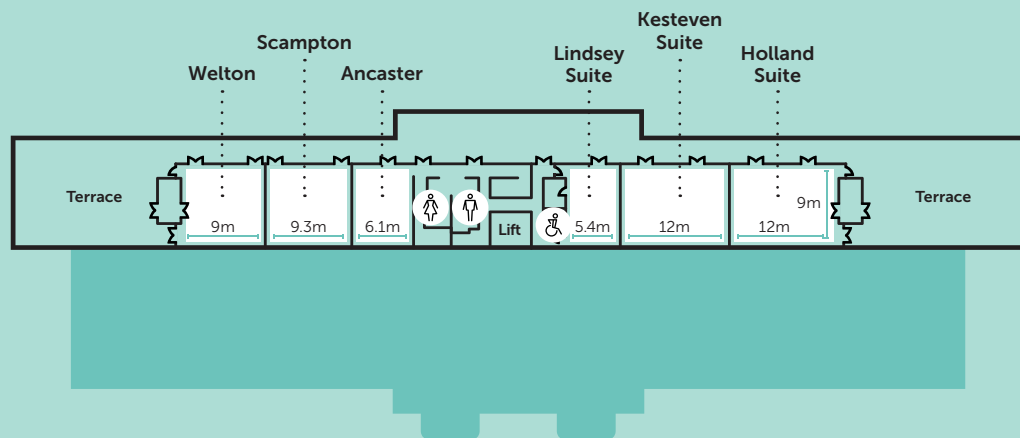 Kesteven
Suite
Scampton
Lindsey
Suite
Holland
Suite
Welton
Ancaster
Terrace
9m
9.3m
6.1m
Lift
5.4m
12m
12m
9m
Terrace